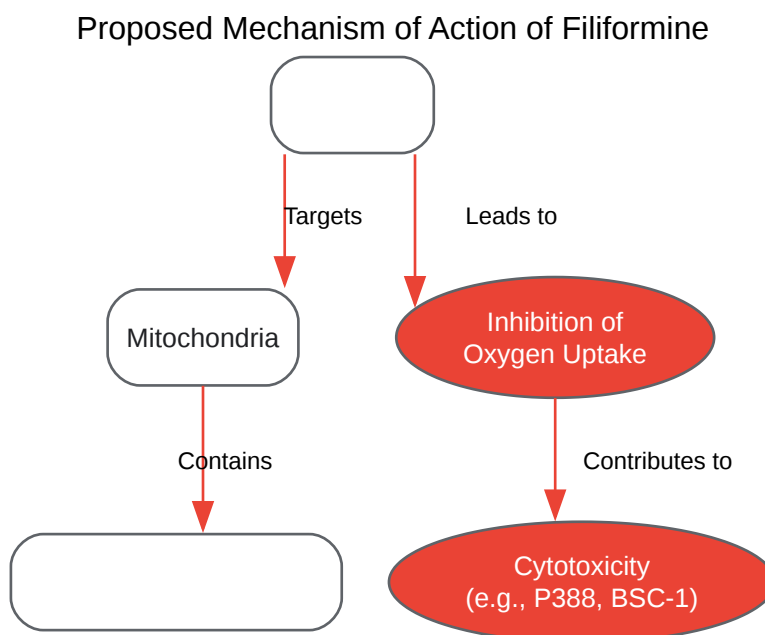 Proposed Mechanism of Action of Filiformine
Targets
Leads to
Mitochondria
Inhibition of
Oxygen Uptake
Contains
Contributes to
Cytotoxicity
(e.g., P388, BSC-1)